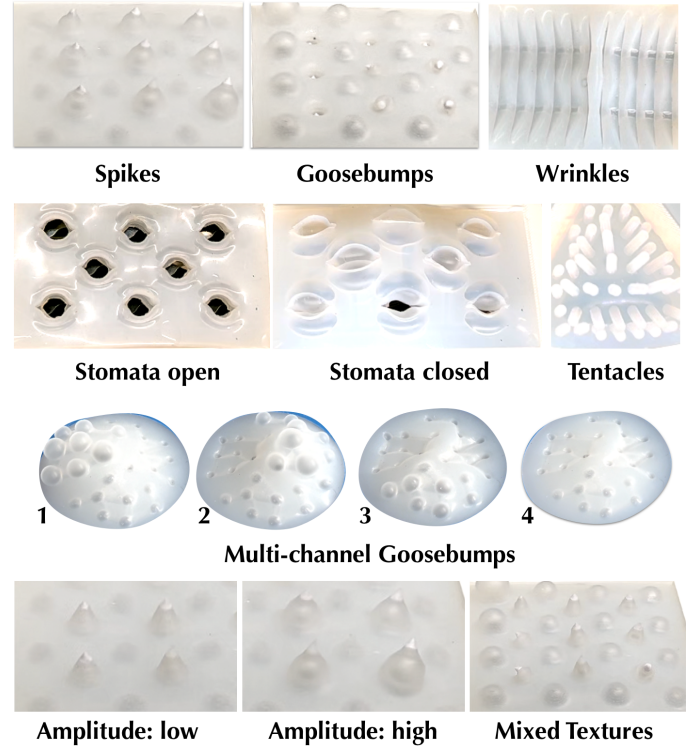 Spikes
Goosebumps
Wrinkles
Stomata open
Stomata closed
Tentacles
1
2
3
4
Multi-channel Goosebumps
Amplitude: low
Amplitude: high
Mixed Textures